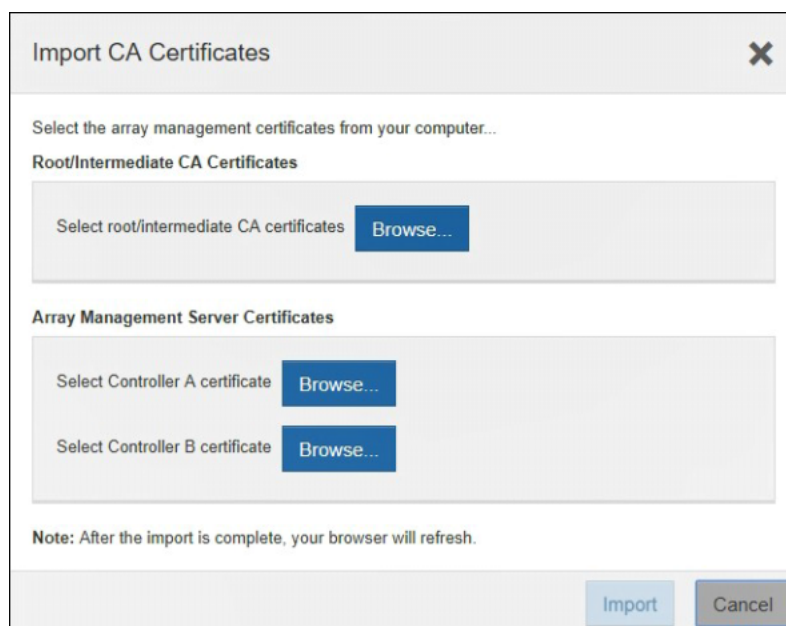 Import CA Certificates
Select the array management certificates from your computer...
Root/Intermediate CA Certificates
Select root/intermediate CA certificates Browse...
Array Management Server Certificates
Select Controller A certificate Browse...
Select Controller B certificate Browse...
Note: After the import is complete, your browser will refresh.
Import Cancel